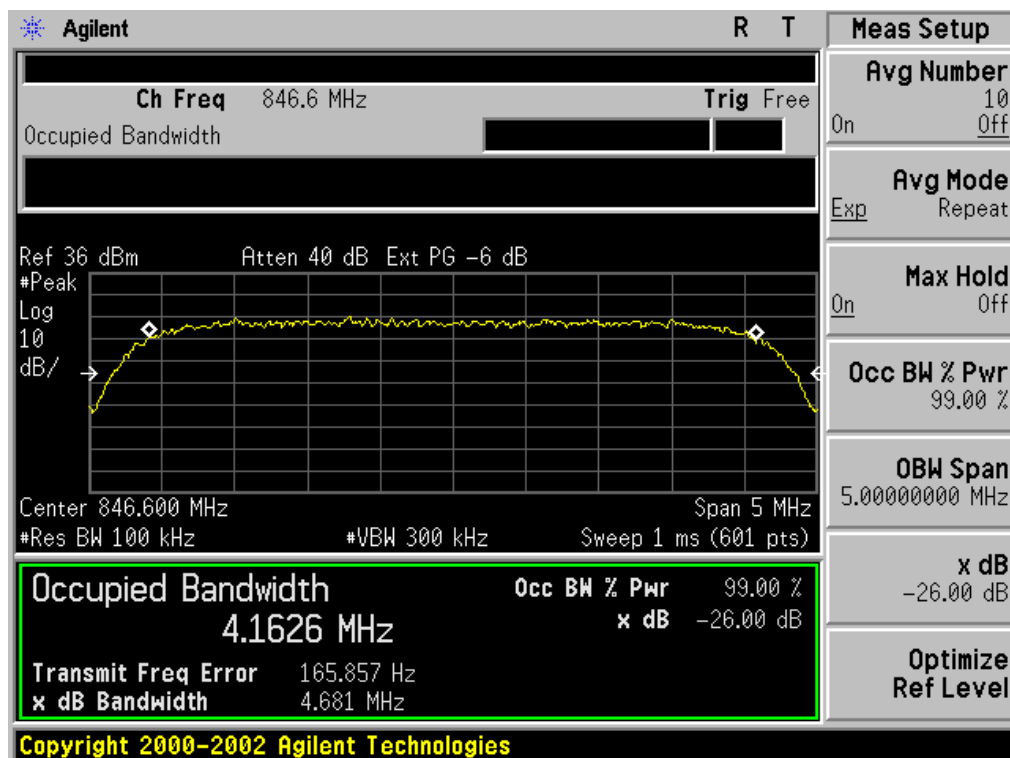 Agilent R T
Ch Freq 846.6 MHz Trig Free
Occupied Bandwidth
Ref 36 dBm Atten 40 dB Ext PG −6 dB
#Peak
Log
10
dB/
Center 846.600 MHz Span 5 MHz
#Res BW 100 kHz #VBW 300 kHz Sweep 1 ms (601 pts)
Occupied Bandwidth Occ BW % Pwr 99.00 %
4.1626 MHz x dB −26.00 dB
Transmit Freq Error 165.857 Hz
x dB Bandwidth 4.681 MHz
Copyright 2000–2002 Agilent Technologies
Meas Setup
Avg Number
10
On Off
Avg Mode
Exp Repeat
Max Hold
On Off
Occ BW % Pwr
99.00 %
OBW Span
5.00000000 MHz
x dB
−26.00 dB
Optimize
Ref Level